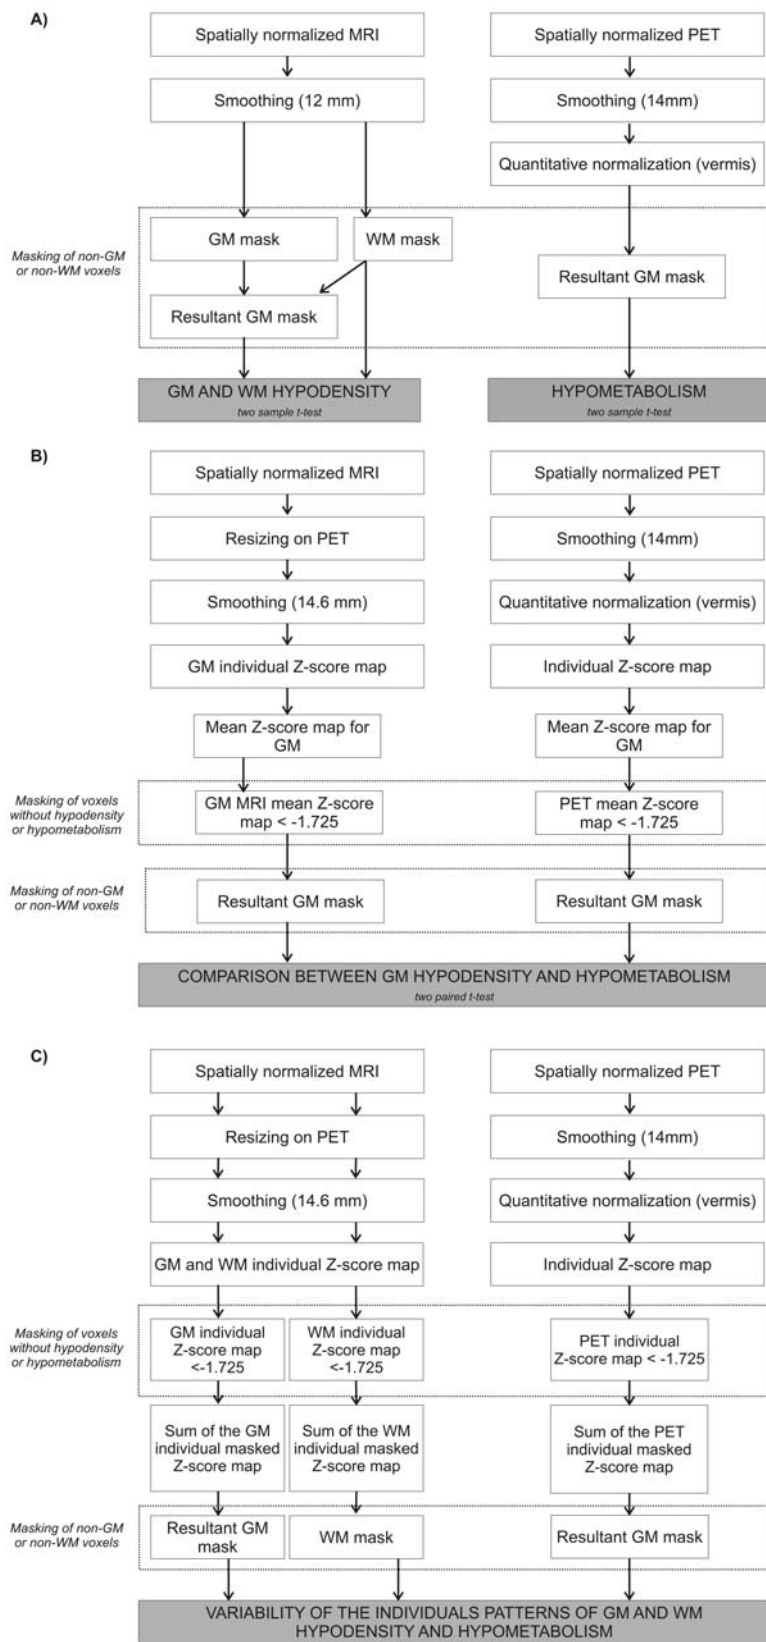 A)
Spatially normalized MRI
Spatially normalized PET
Smoothing (12 mm)
Smoothing (14mm)
Quantitative normalization (vermis)
Masking of non-GM
or non-WM voxels
GM mask
WM mask
Resultant GM mask
Resultant GM mask
GM AND WM HYPODENSITY
two sample t-test
HYPOMETABOLISM
two sample t-test
B)
Spatially normalized MRI
Spatially normalized PET
Resizing on PET
Smoothing (14mm)
Smoothing (14.6 mm)
Quantitative normalization (vermis)
GM individual Z-score map
Individual Z-score map
Mean Z-score map for
GM
Mean Z-score map for
GM
Masking of voxels
without hypodensity
or hypometabolism
GM MRI mean Z-score
map < -1.725
PET mean Z-score
map < -1.725
Masking of non-GM
or non-WM voxels
Resultant GM mask
Resultant GM mask
COMPARISON BETWEEN GM HYPODENSITY AND HYPOMETABOLISM
two paired t-test
C)
Spatially normalized MRI
Spatially normalized PET
Resizing on PET
Smoothing (14mm)
Smoothing (14.6 mm)
Quantitative normalization (vermis)
GM and WM individual Z-score map
Individual Z-score map
Masking of voxels
without hypodensity
or hypometabolism
GM individual
Z-score map
<-1.725
WM individual
Z-score map
<-1.725
PET individual
Z-score map < -1.725
Sum of the GM
individual masked
Z-score map
Sum of the WM
individual masked
Z-score map
Sum of the PET
individual masked
Z-score map
Masking of non-GM
or non-WM voxels
Resultant GM
mask
WM mask
Resultant GM mask
VARIABILITY OF THE INDIVIDUALS PATTERNS OF GM AND WM
HYPODENSITY AND HYPOMETABOLISM